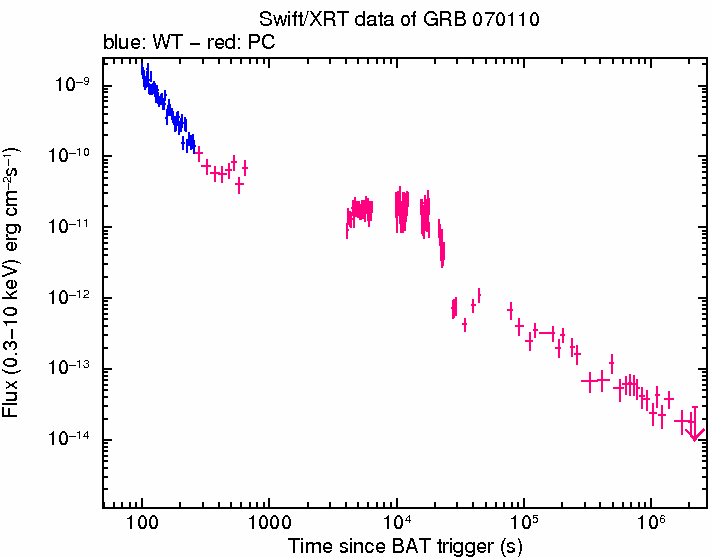 Swift/XRT data of GRB 070110
blue: WT − red: PC
10⁻⁹
10⁻¹⁰
10⁻¹¹
10⁻¹²
10⁻¹³
10⁻¹⁴
Flux (0.3−10 keV) erg cm⁻²s⁻¹
100 1000 10⁴ 10⁵ 10⁶
Time since BAT trigger (s)